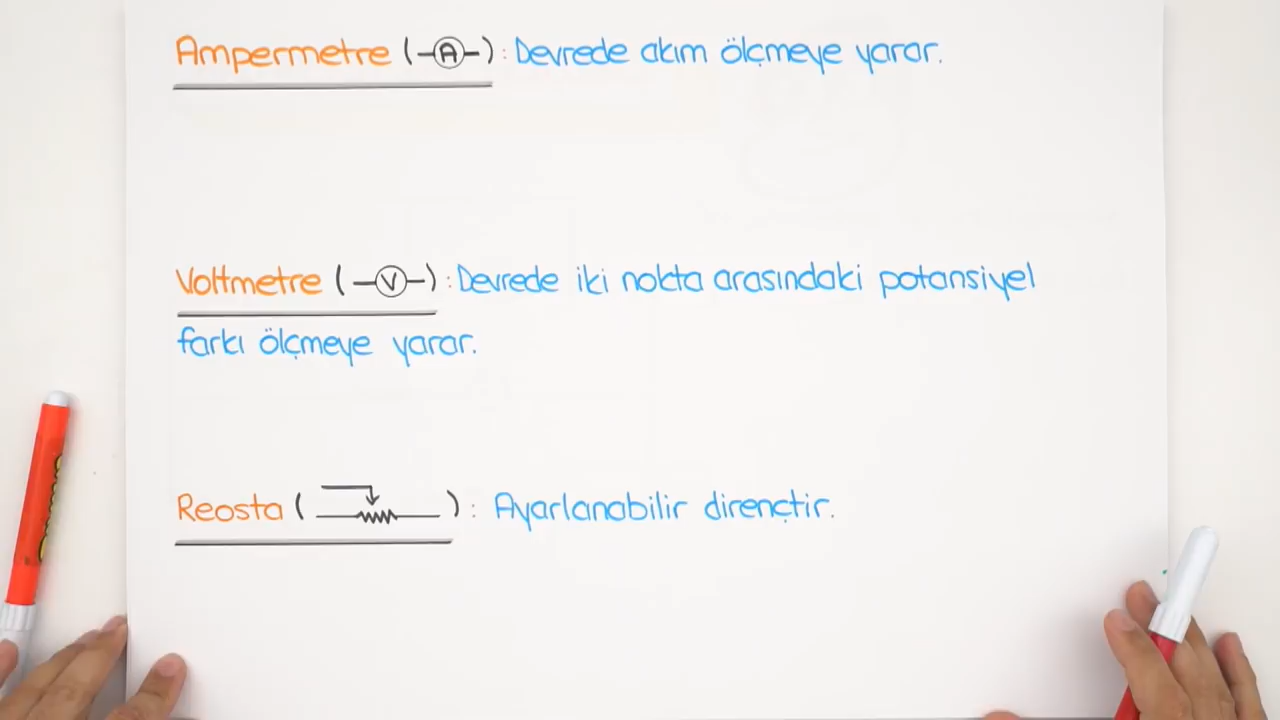 Ampermetre (-A-) : Devrede akım ölçmeye yarar.
Voltmetre (-V-) : Devrede iki nokta arasındaki potansiyel
farkı ölçmeye yarar.
Reosta ( ) : Ayarlanabilir dirençtir.